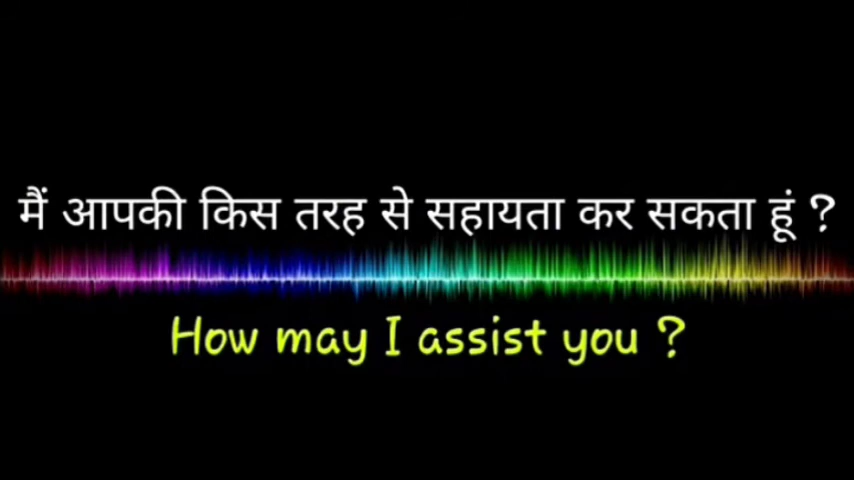 मैं आपकी किस तरह से सहायता कर सकता हूं ?
How may I assist you ?